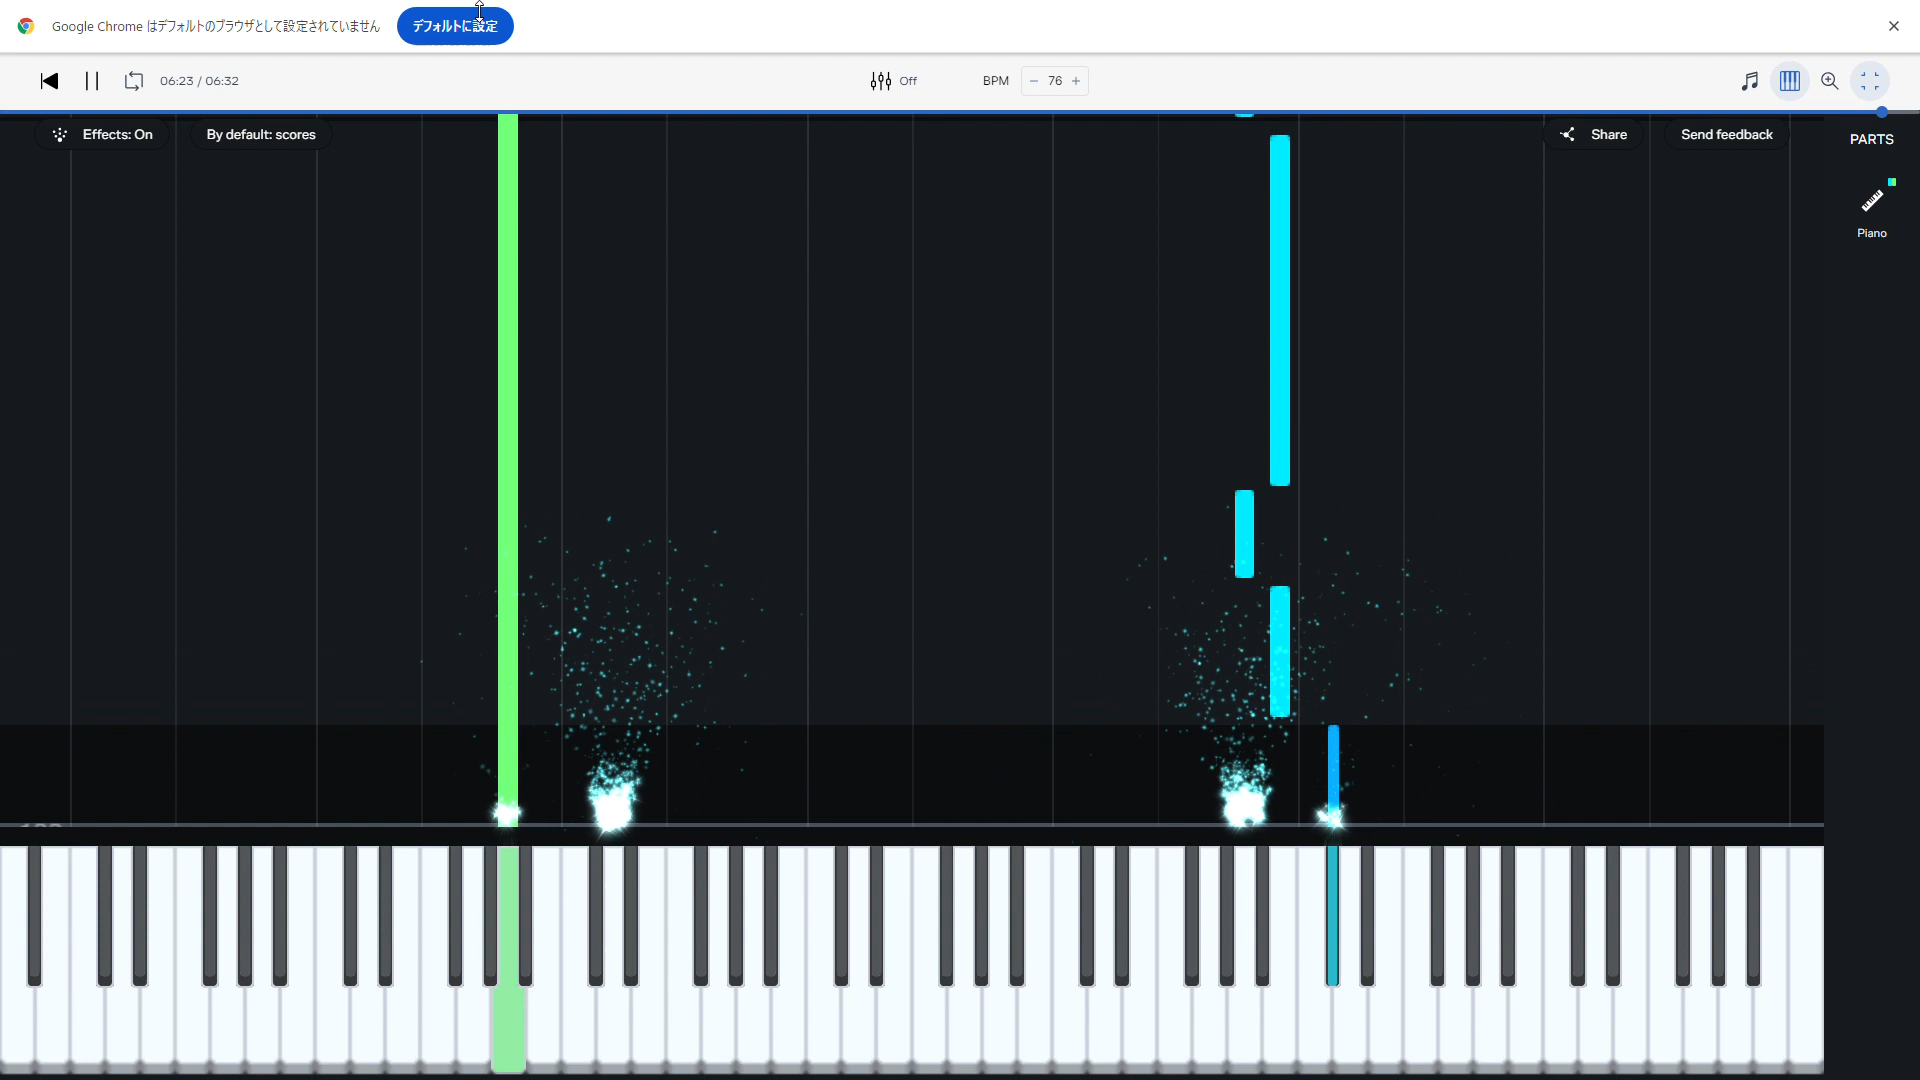 Google Chrome はデフォルトのブラウザとして設定されていません デフォルトに設定
06:23 / 06:32 Off BPM − 76 +
Effects: On By default: scores Share Send feedback
PARTS
Piano